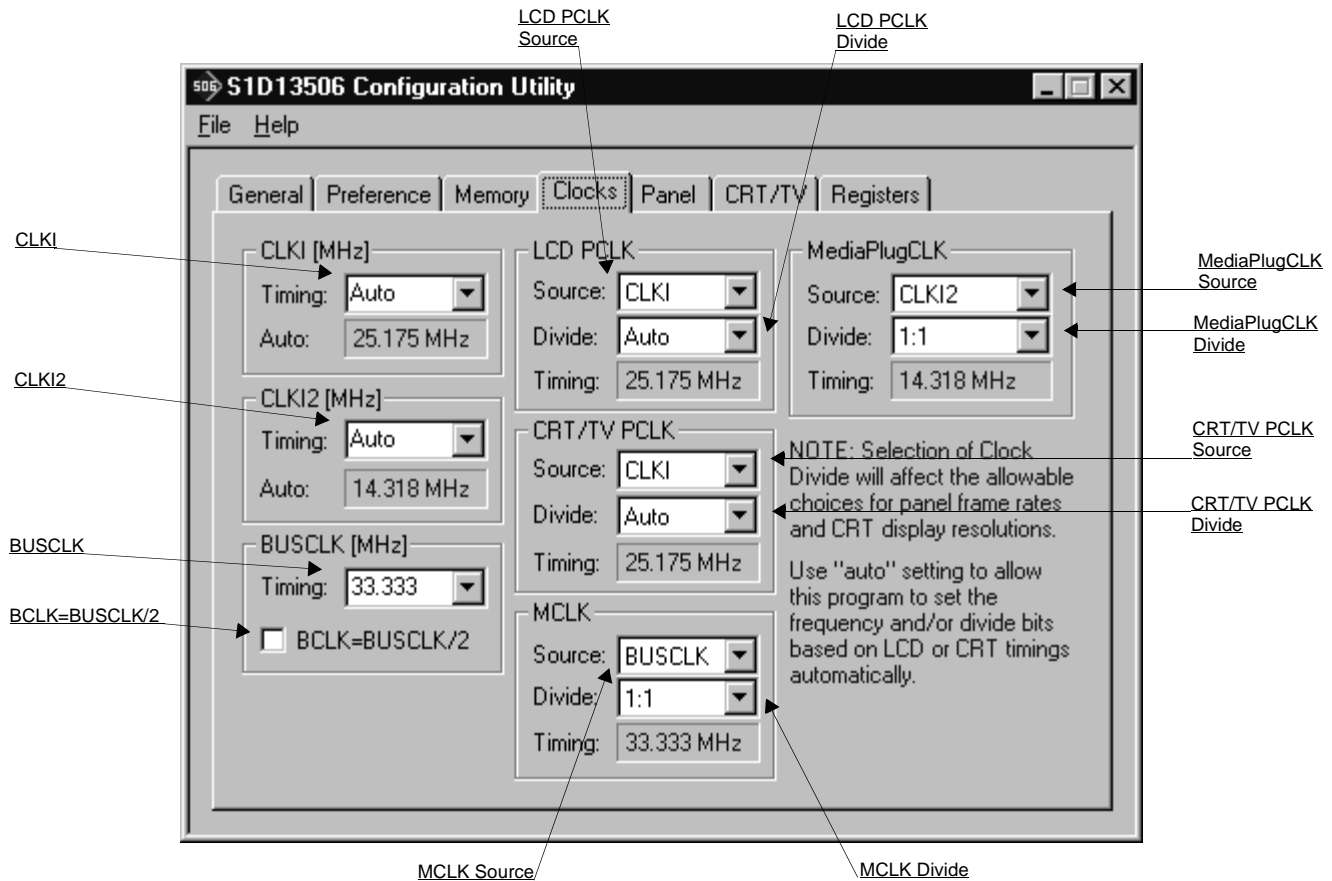 LCD PCLK
Source
LCD PCLK
Divide
506 S1D13506 Configuration Utility
File Help
General Preference Memory Clocks Panel CRT/TV Registers
CLKI
CLKI [MHz]
Timing: Auto
Auto: 25.175 MHz
CLKI2
CLKI2 [MHz]
Timing: Auto
Auto: 14.318 MHz
BUSCLK
BUSCLK [MHz]
Timing: 33.333
BCLK=BUSCLK/2
BCLK=BUSCLK/2
LCD PCLK
Source: CLKI
Divide: Auto
Timing: 25.175 MHz
CRT/TV PCLK
Source: CLKI
Divide: Auto
Timing: 25.175 MHz
MCLK
Source: BUSCLK
Divide: 1:1
Timing: 33.333 MHz
MediaPlugCLK
Source: CLKI2
Divide: 1:1
Timing: 14.318 MHz
NOTE: Selection of Clock
Divide will affect the allowable
choices for panel frame rates
and CRT display resolutions.
Use "auto" setting to allow
this program to set the
frequency and/or divide bits
based on LCD or CRT timings
automatically.
MediaPlugCLK
Source
MediaPlugCLK
Divide
CRT/TV PCLK
Source
CRT/TV PCLK
Divide
MCLK Source
MCLK Divide